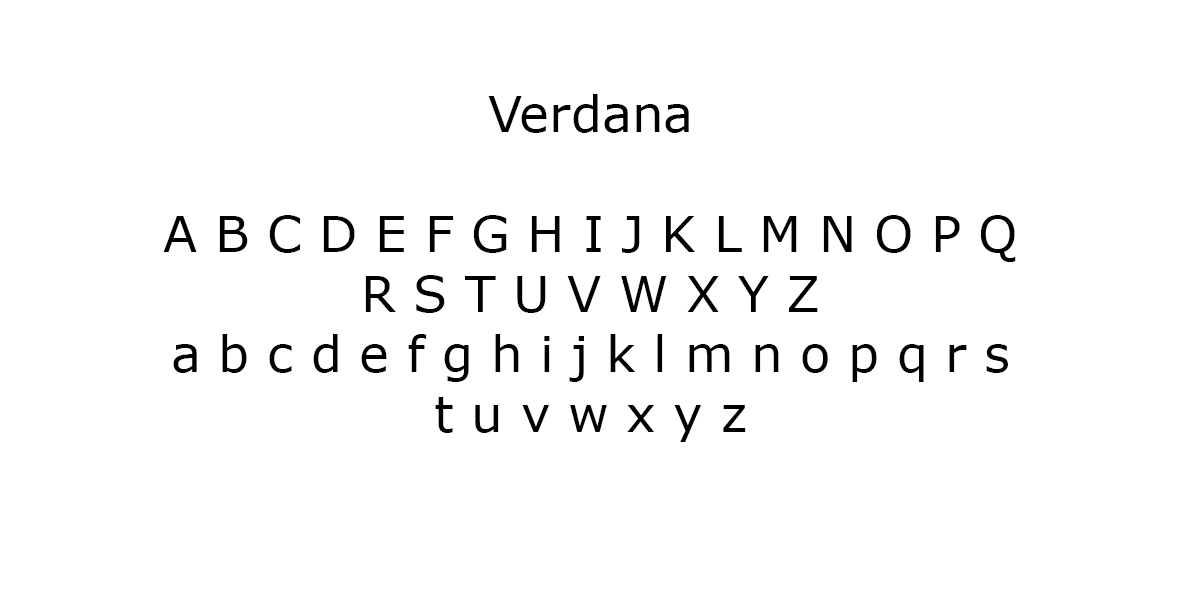 Verdana
A B C D E F G H I J K L M N O P Q
R S T U V W X Y Z
a b c d e f g h i j k l m n o p q r s
t u v w x y z